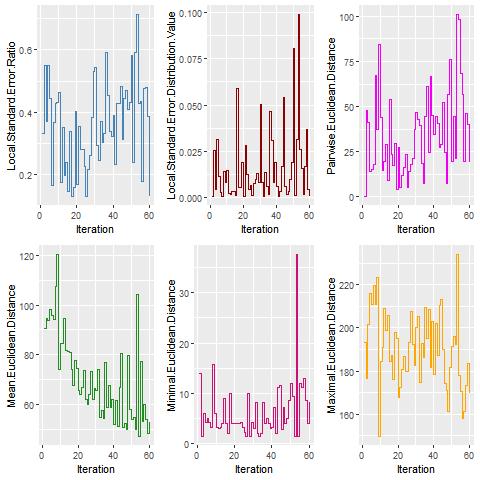 Local.Standard.Error.Ratio
0.6
0.4
0.2
0 20 40 60
Iteration
Local.Standard.Error.Distribution.Value
0.100
0.075
0.050
0.025
0.000
0 20 40 60
Iteration
Pairwise.Euclidean.Distance
100
75
50
25
0
0 20 40 60
Iteration
Mean.Euclidean.Distance
120
100
80
60
0 20 40 60
Iteration
Minimal.Euclidean.Distance
30
20
10
0
0 20 40 60
Iteration
Maximal.Euclidean.Distance
220
200
180
160
0 20 40 60
Iteration